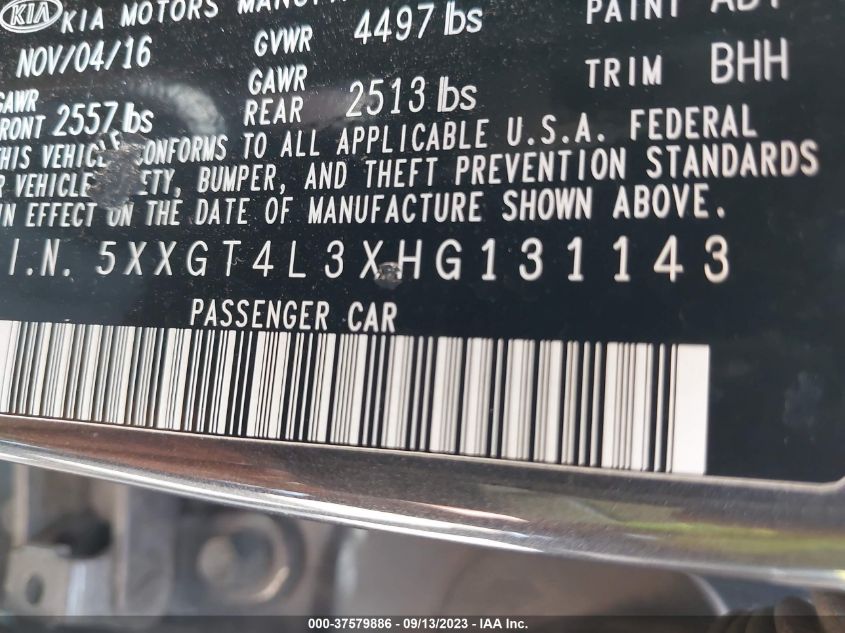 KIA KIA MOTORS
NOV/04/16 GVWR 4497 lbs PAINT
GAWR GAWR
FRONT 2557 lbs REAR 2513 lbs TRIM BHH
THIS VEHICLE CONFORMS TO ALL APPLICABLE U.S.A. FEDERAL
VEHICLE BUMPER, AND THEFT PREVENTION STANDARDS
IN EFFECT ON THE DATE OF MANUFACTURE SHOWN ABOVE.
I.N. 5XXGT4L3XHG131143
PASSENGER CAR
000-37579886 - 09/13/2023 - IAA Inc.